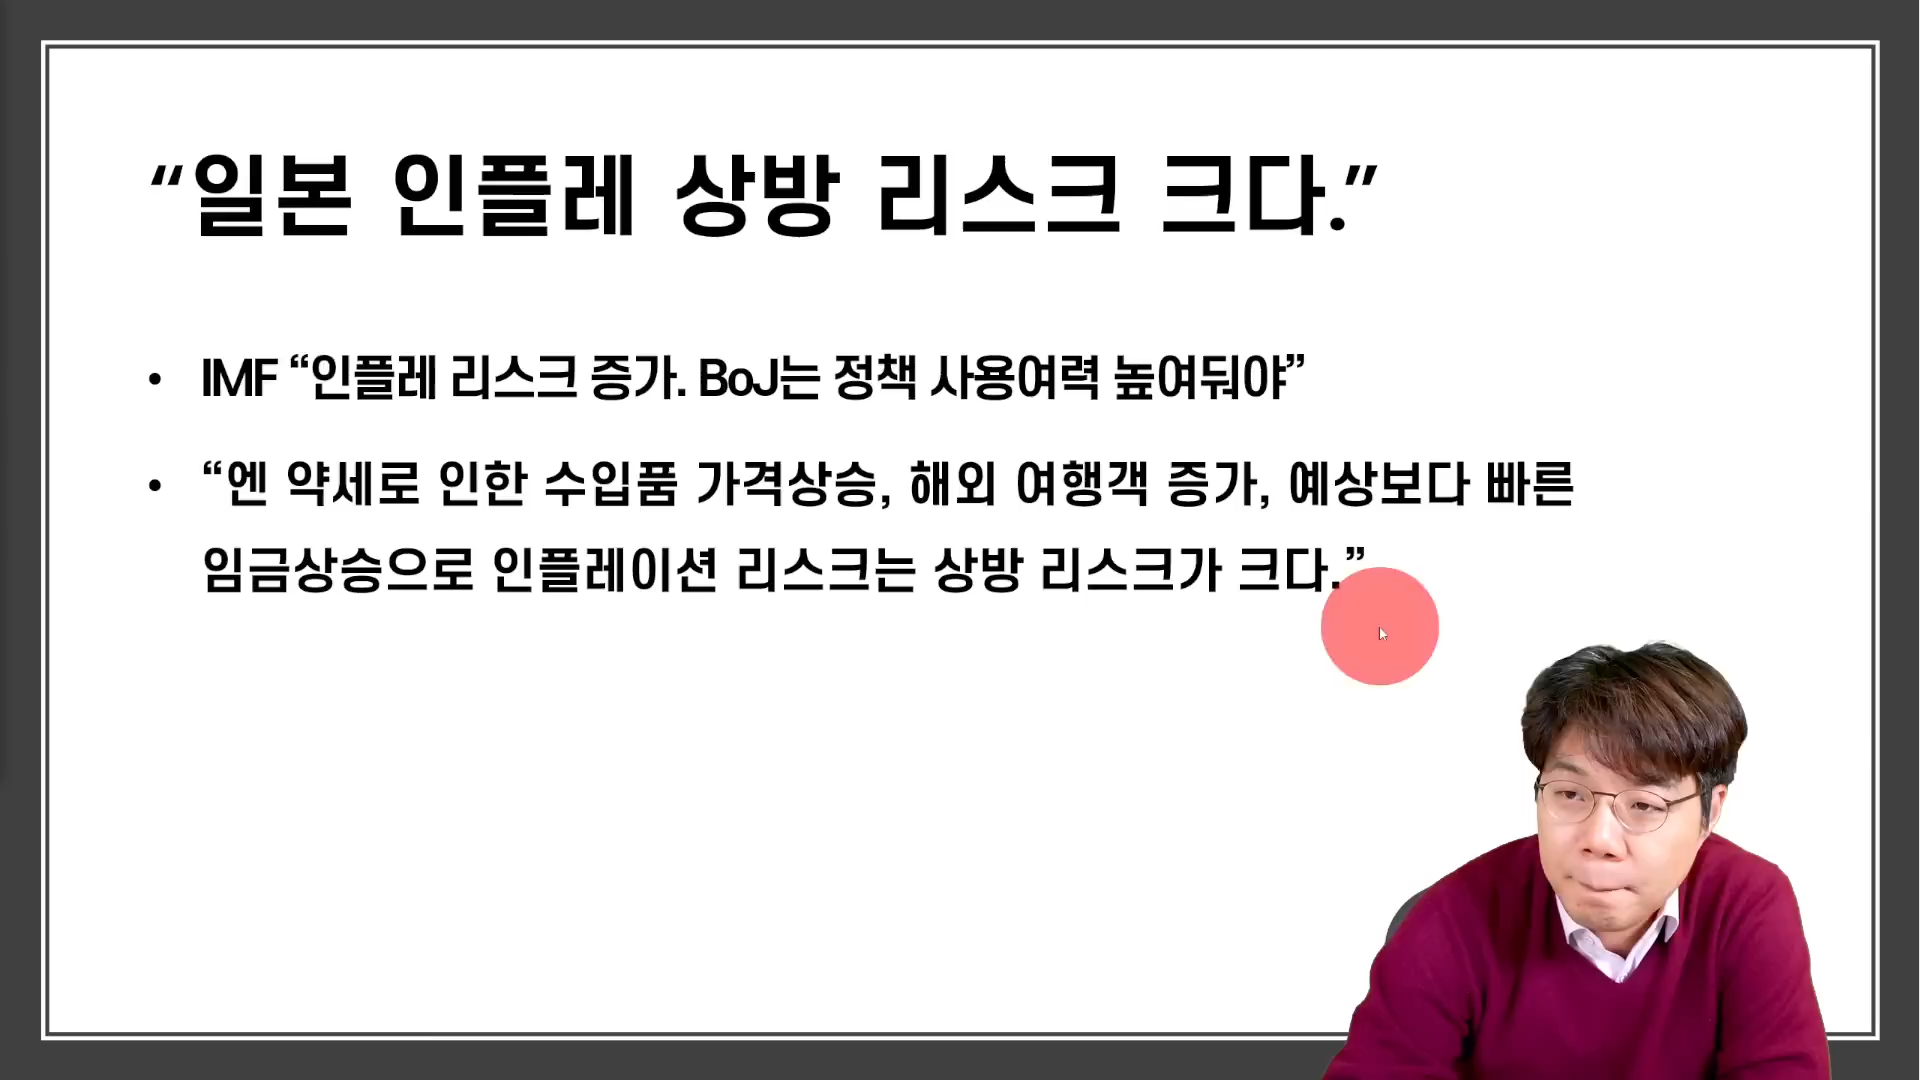 “일본 인플레 상방 리스크 크다.”
• IMF “인플레 리스크 증가. BoJ는 정책 사용여력 높여둬야”
• “엔 약세로 인한 수입품 가격상승, 해외 여행객 증가, 예상보다 빠른
임금상승으로 인플레이션 리스크는 상방 리스크가 크다.”